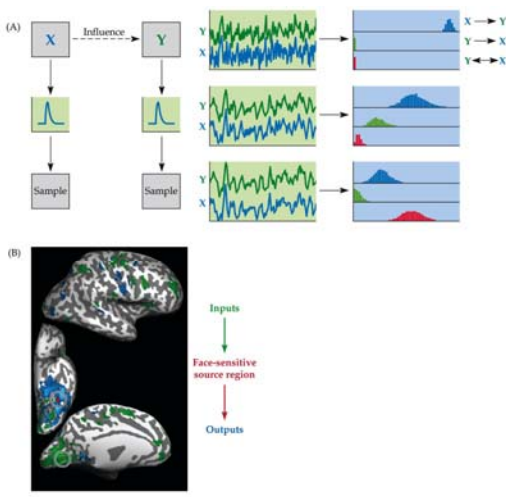 (A)
X
Influence
Y
Y
X
X → Y
Y → X
Y ↔ X
Sample
Sample
Y
X
Y
X
(B)
Inputs
Face-sensitive
source region
Outputs